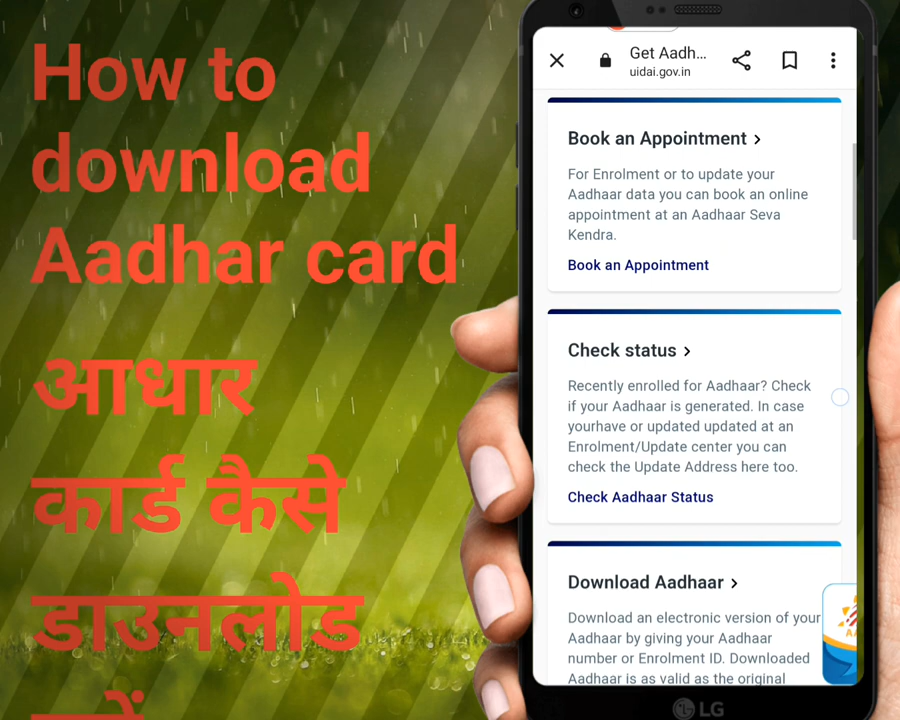 How to
download
Aadhar card
आधार
कार्ड कैसे
डाउनलोड
Get Aadh...
uidai.gov.in
Book an Appointment
For Enrolment or to update your
Aadhaar data you can book an online
appointment at an Aadhaar Seva
Kendra.
Book an Appointment
Check status
Recently enrolled for Aadhaar? Check
if your Aadhaar is generated. In case
yourhave or updated updated at an
Enrolment/Update center you can
check the Update Address here too.
Check Aadhaar Status
Download Aadhaar
Download an electronic version of your
Aadhaar by giving your Aadhaar
number or Enrolment ID. Downloaded
Aadhaar is as valid as the original
LG